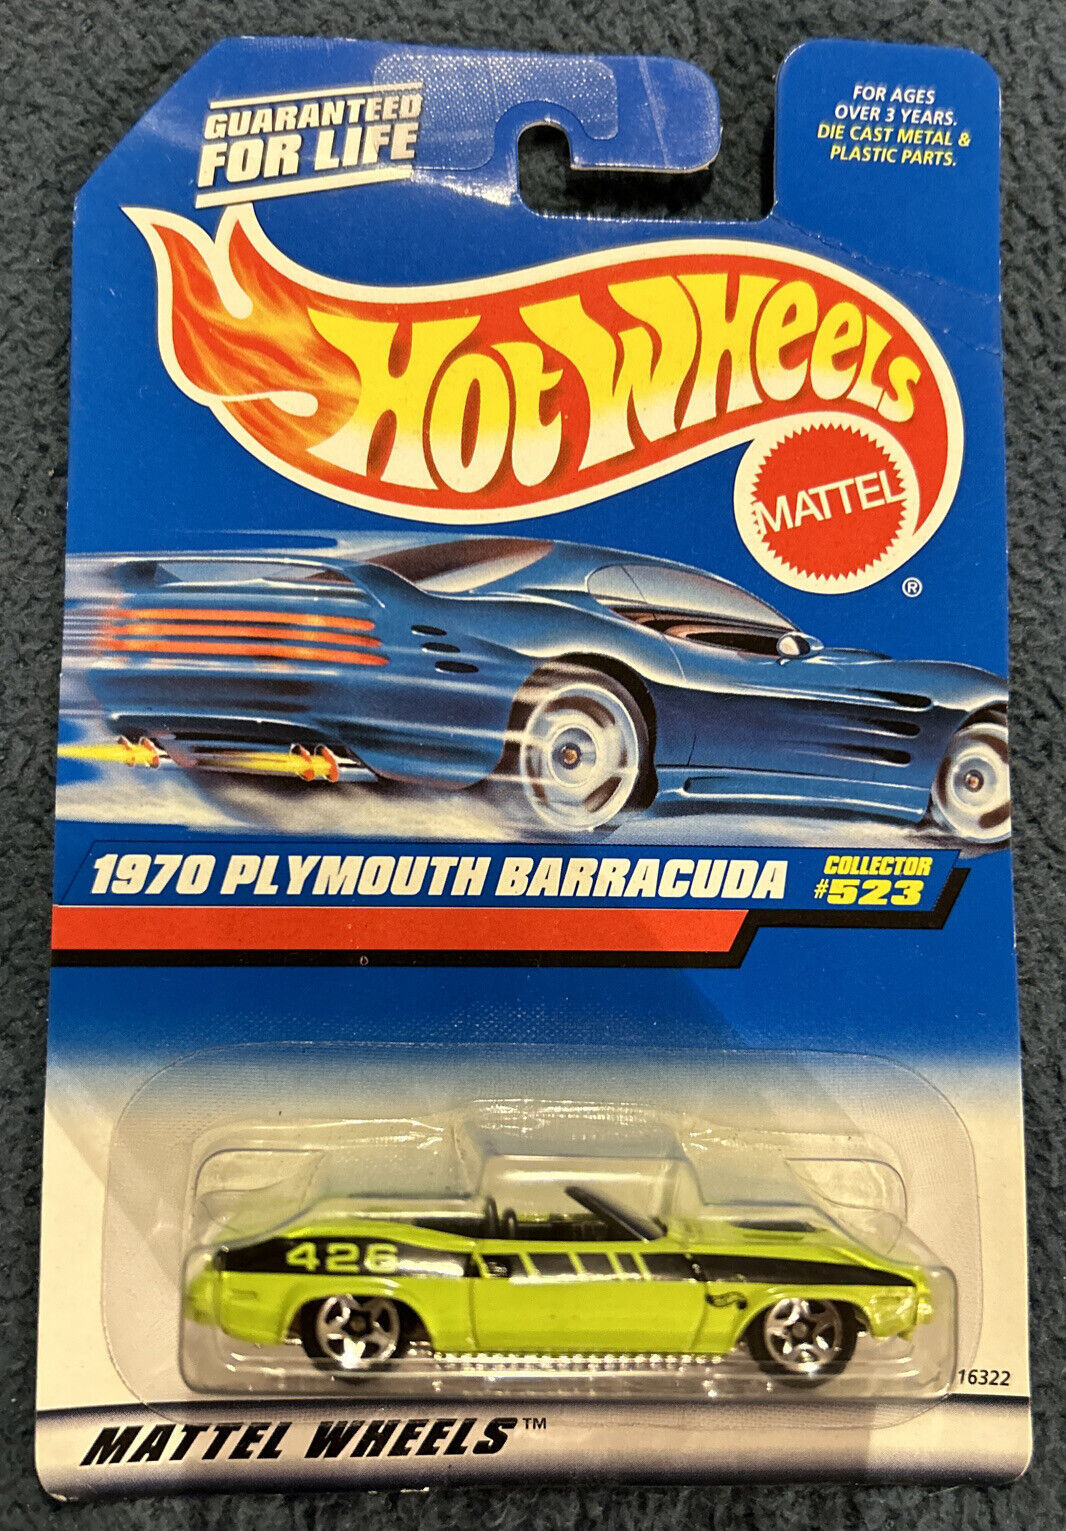 GUARANTEED
FOR LIFE
FOR AGES
OVER 3 YEARS.
DIE CAST METAL &
PLASTIC PARTS.
HOT WHEELS
MATTEL
®
1970 PLYMOUTH BARRACUDA
COLLECTOR
#523
426
16322
MATTEL WHEELS™